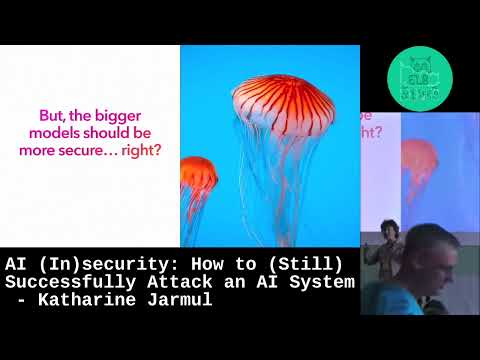 But, the bigger
models should be
more secure... right?
be
ght?
AI (In)security: How to (Still)
Successfully Attack an AI System
- Katharine Jarmul